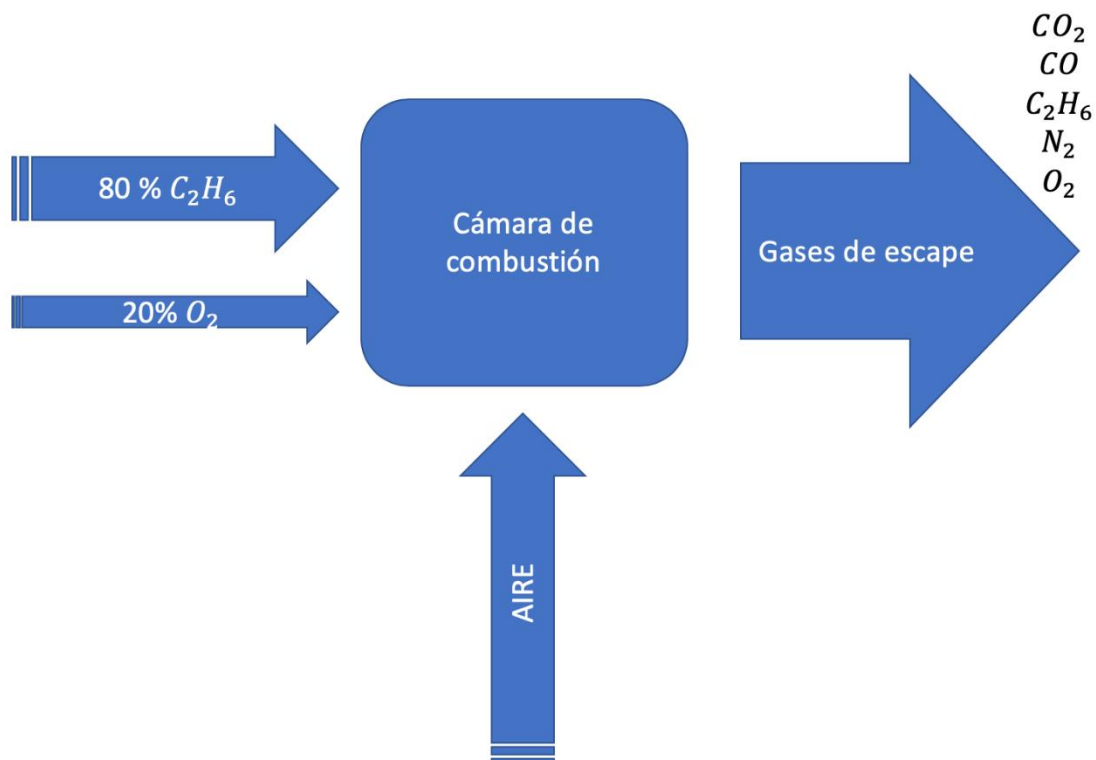 80 % C₂H₆
20% O₂
Cámara de
combustión
AIRE
Gases de escape
CO₂
CO
C₂H₆
N₂
O₂